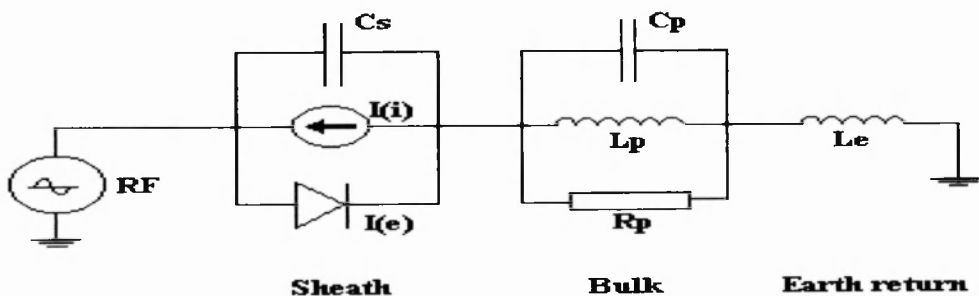 Cs
Cp
I(i)
Lp
Le
RF
I(e)
Rp
Sheath
Bulk
Earth return